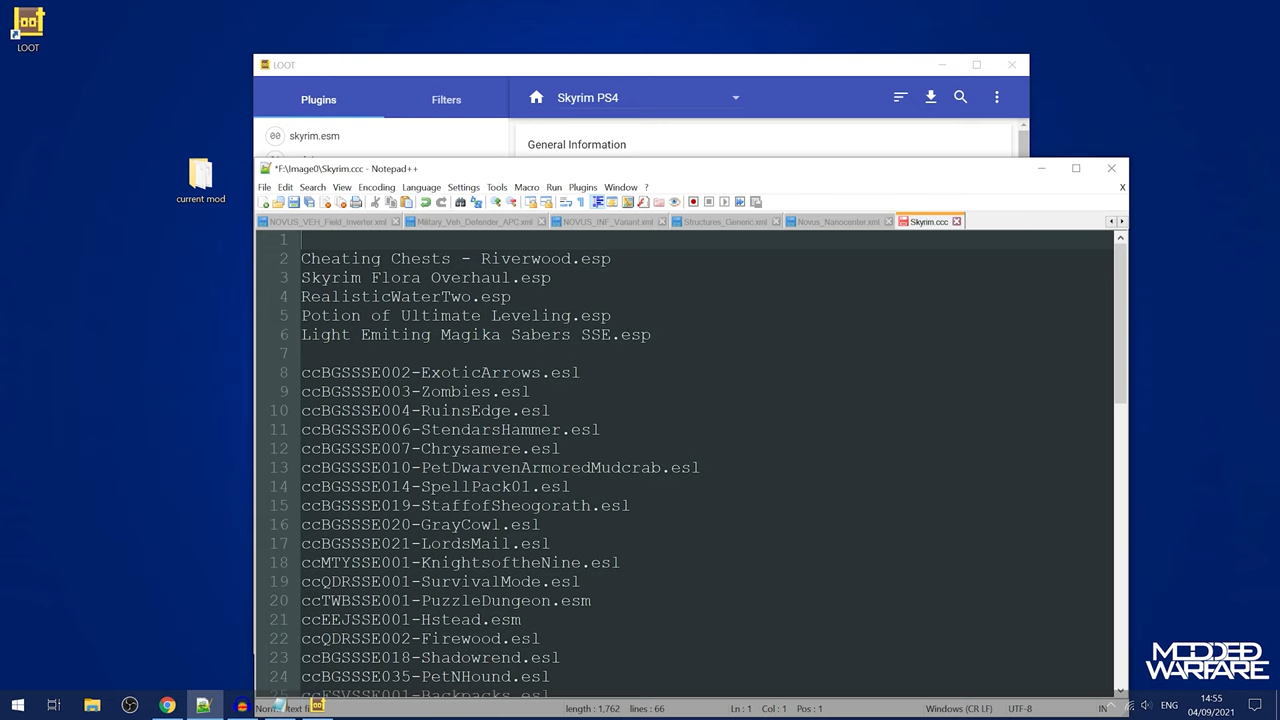 LOOT
LOOT
Plugins
Filters
Skyrim PS4
00
skyrim.esm
General Information
current mod
*F:\Image0\Skyrim.ccc - Notepad++
File Edit Search View Encoding Language Settings Tools Macro Run Plugins Window ?
X
NOVUS_VEH_Field_Inverter.xml
Military_Veh_Defender_APC.xml
NOVUS_INF_Variant.xml
Structures_Generic.xml
Novus_Nanocenter.xml
Skyrim.ccc
1
2 Cheating Chests - Riverwood.esp
3 Skyrim Flora Overhaul.esp
4 RealisticWaterTwo.esp
5 Potion of Ultimate Leveling.esp
6 Light Emiting Magika Sabers SSE.esp
7
8 ccBGSSSE002-ExoticArrows.esl
9 ccBGSSSE003-Zombies.esl
10 ccBGSSSE004-RuinsEdge.esl
11 ccBGSSSE006-StendarsHammer.esl
12 ccBGSSSE007-Chrysamere.esl
13 ccBGSSSE010-PetDwarvenArmoredMudcrab.esl
14 ccBGSSSE014-SpellPack01.esl
15 ccBGSSSE019-StaffofSheogorath.esl
16 ccBGSSSE020-GrayCowl.esl
17 ccBGSSSE021-LordsMail.esl
18 ccMTYSSE001-KnightsoftheNine.esl
19 ccQDRSSE001-SurvivalMode.esl
20 ccTWBSSE001-PuzzleDungeon.esm
21 ccEEJSSE001-Hstead.esm
22 ccQDRSSE002-Firewood.esl
23 ccBGSSSE018-Shadowrend.esl
24 ccBGSSSE035-PetNHound.esl
25 ccFSVSSE001-Backpacks.esl
length : 1,762 lines : 66
Ln : 1 Col : 1 Pos : 1
Windows (CR LF)
UTF-8
IN
MODDED
WARFARE
ENG
14:55
04/09/2021